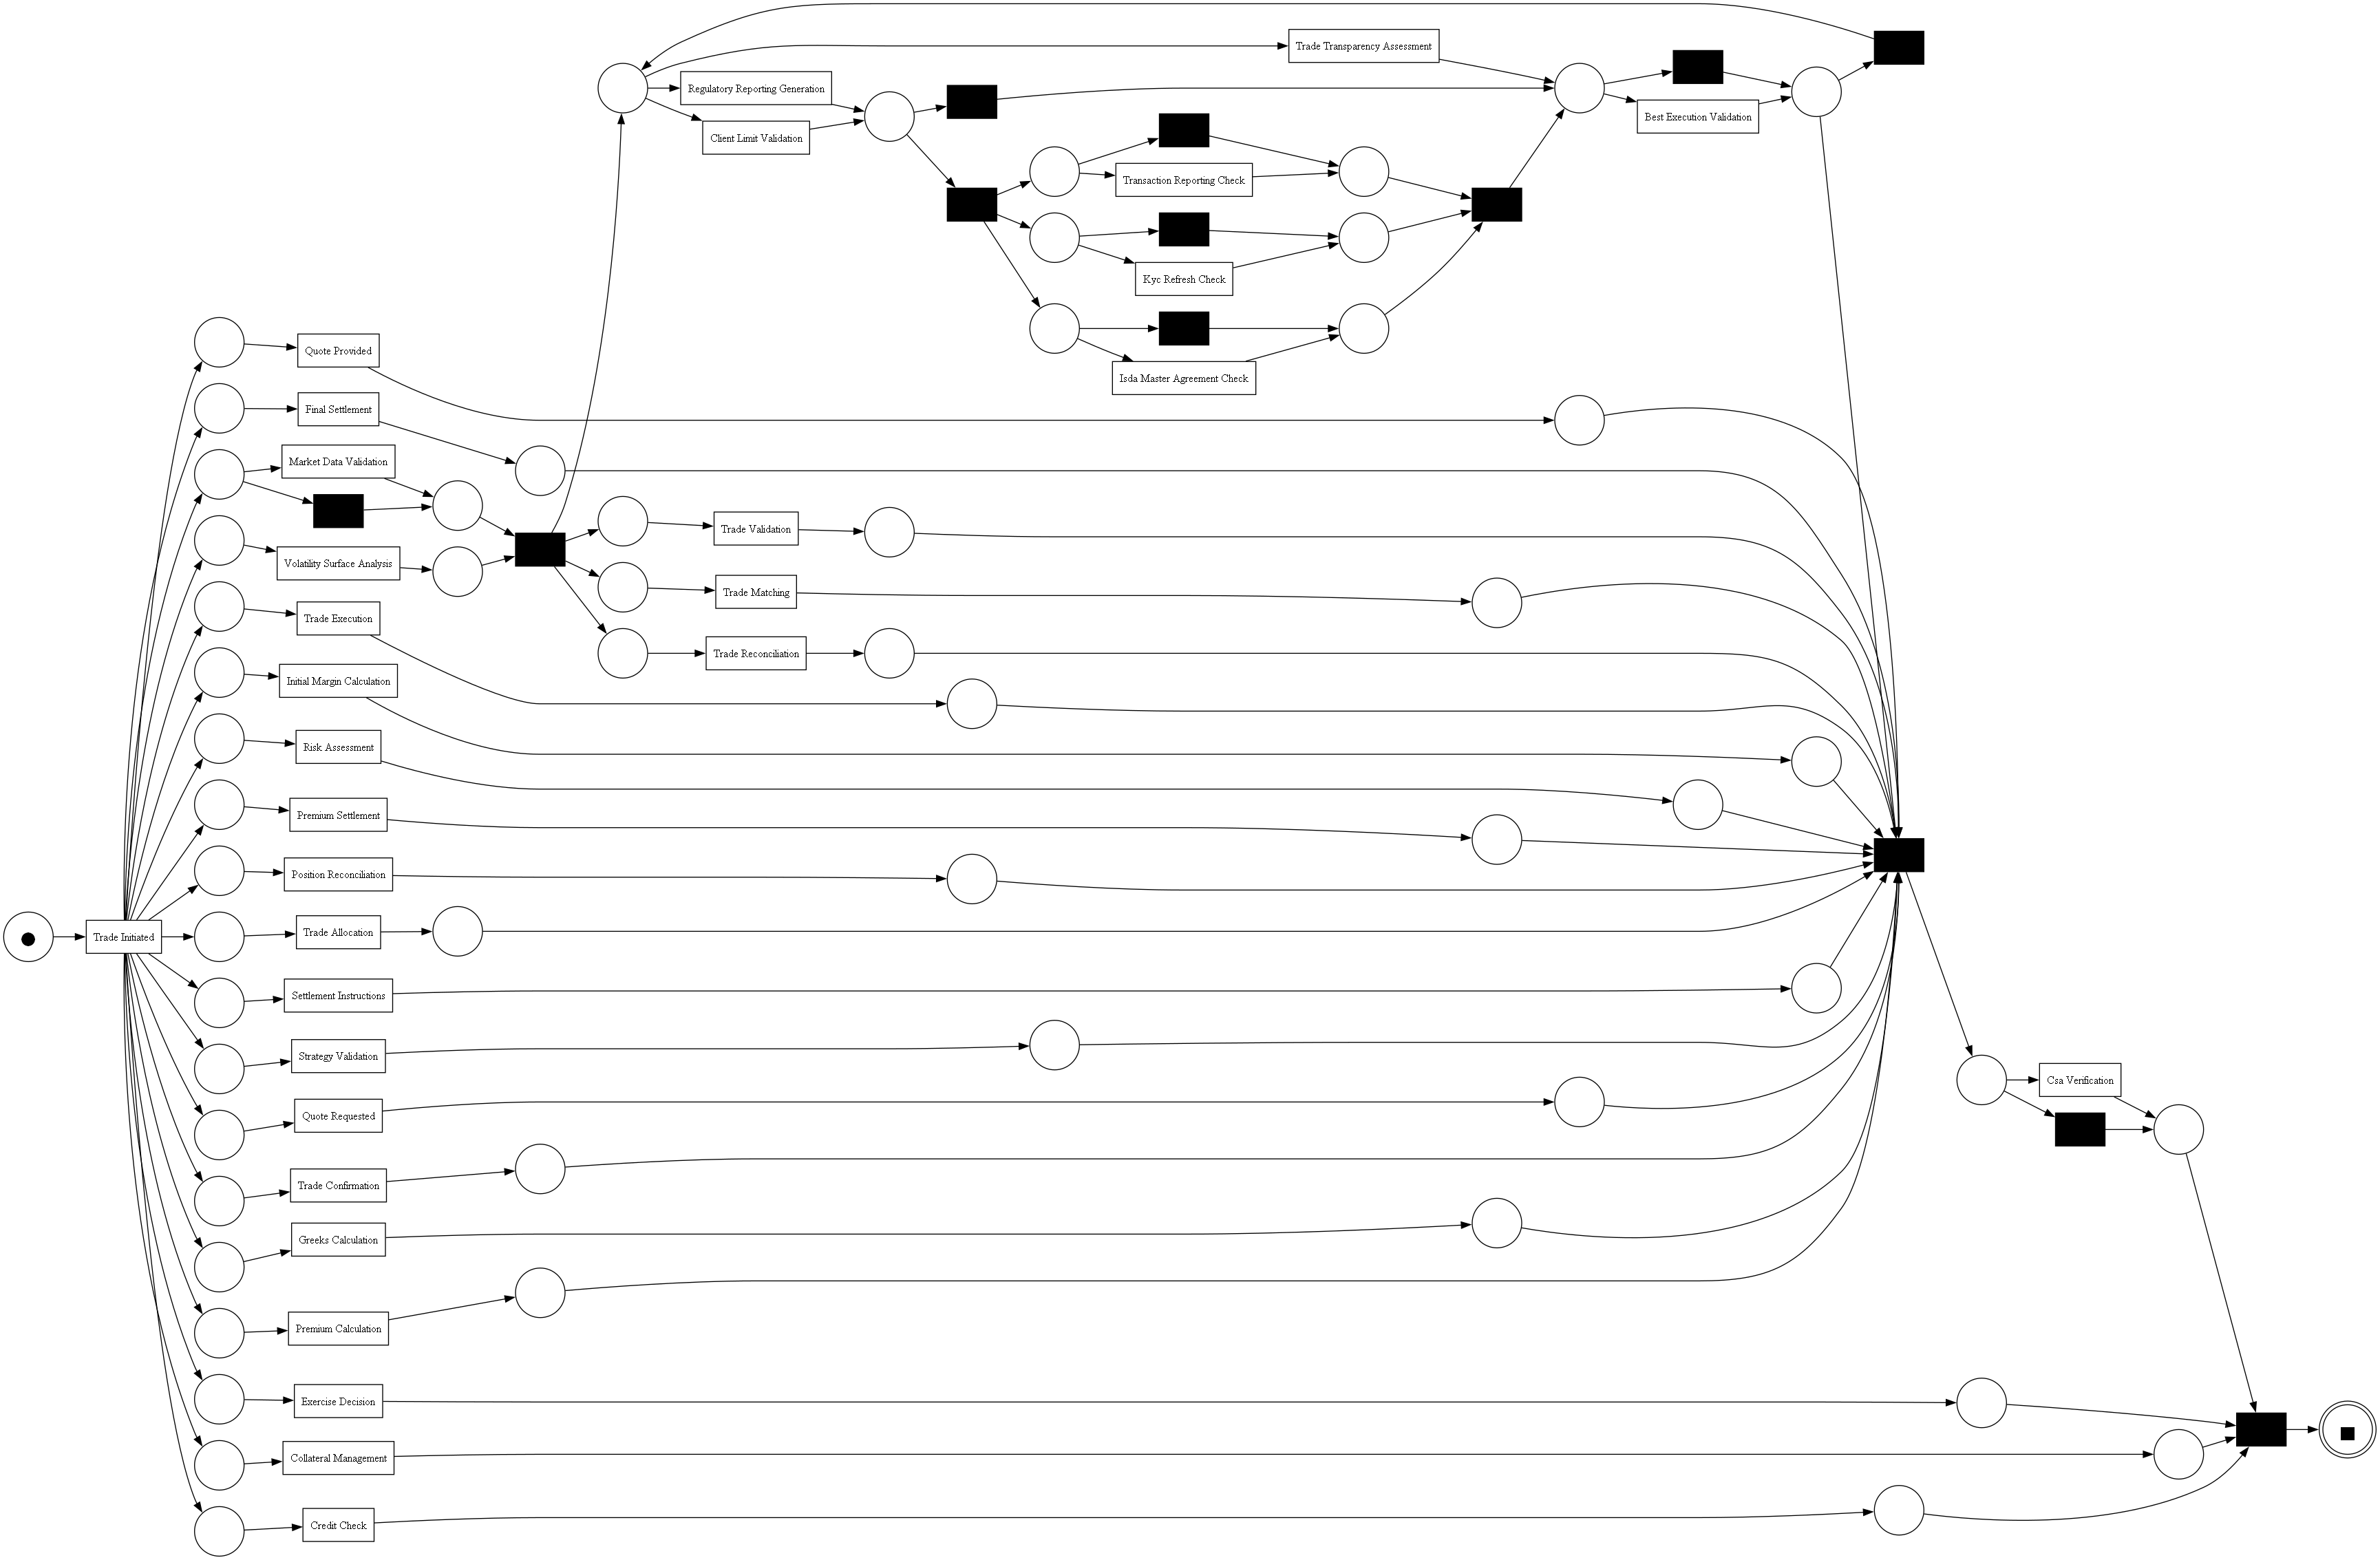 Trade Transparency Assessment
Regulatory Reporting Generation
Best Execution Validation
Client Limit Validation
Transaction Reporting Check
Kyc Refresh Check
Quote Provided
Isda Master Agreement Check
Final Settlement
Market Data Validation
Trade Validation
Volatility Surface Analysis
Trade Matching
Trade Execution
Trade Reconciliation
Initial Margin Calculation
Risk Assessment
Premium Settlement
Position Reconciliation
Trade Initiated
Trade Allocation
Settlement Instructions
Strategy Validation
Csa Verification
Quote Requested
Trade Confirmation
Greeks Calculation
Premium Calculation
Exercise Decision
Collateral Management
Credit Check